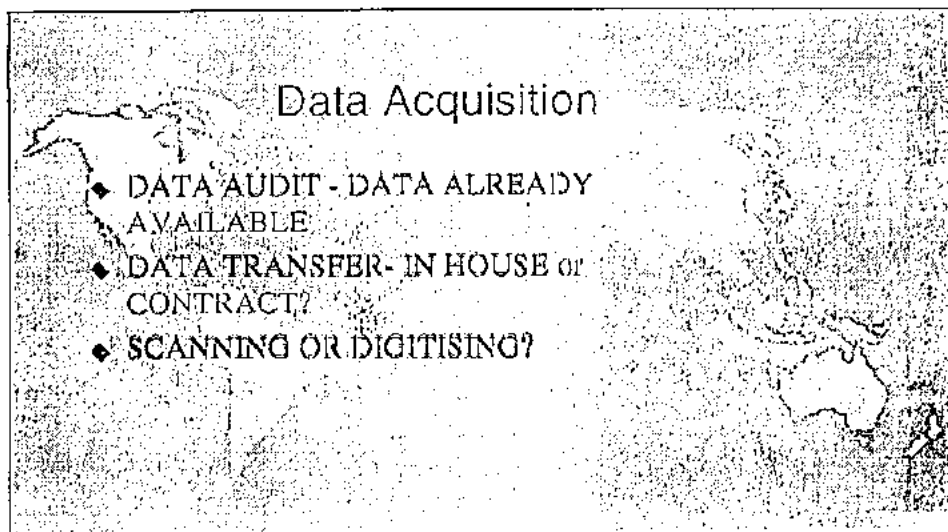 Data Acquisition
DATA AUDIT - DATA ALREADY
AVAILABLE
DATA TRANSFER- IN HOUSE or
CONTRACT?
SCANNING OR DIGITISING?